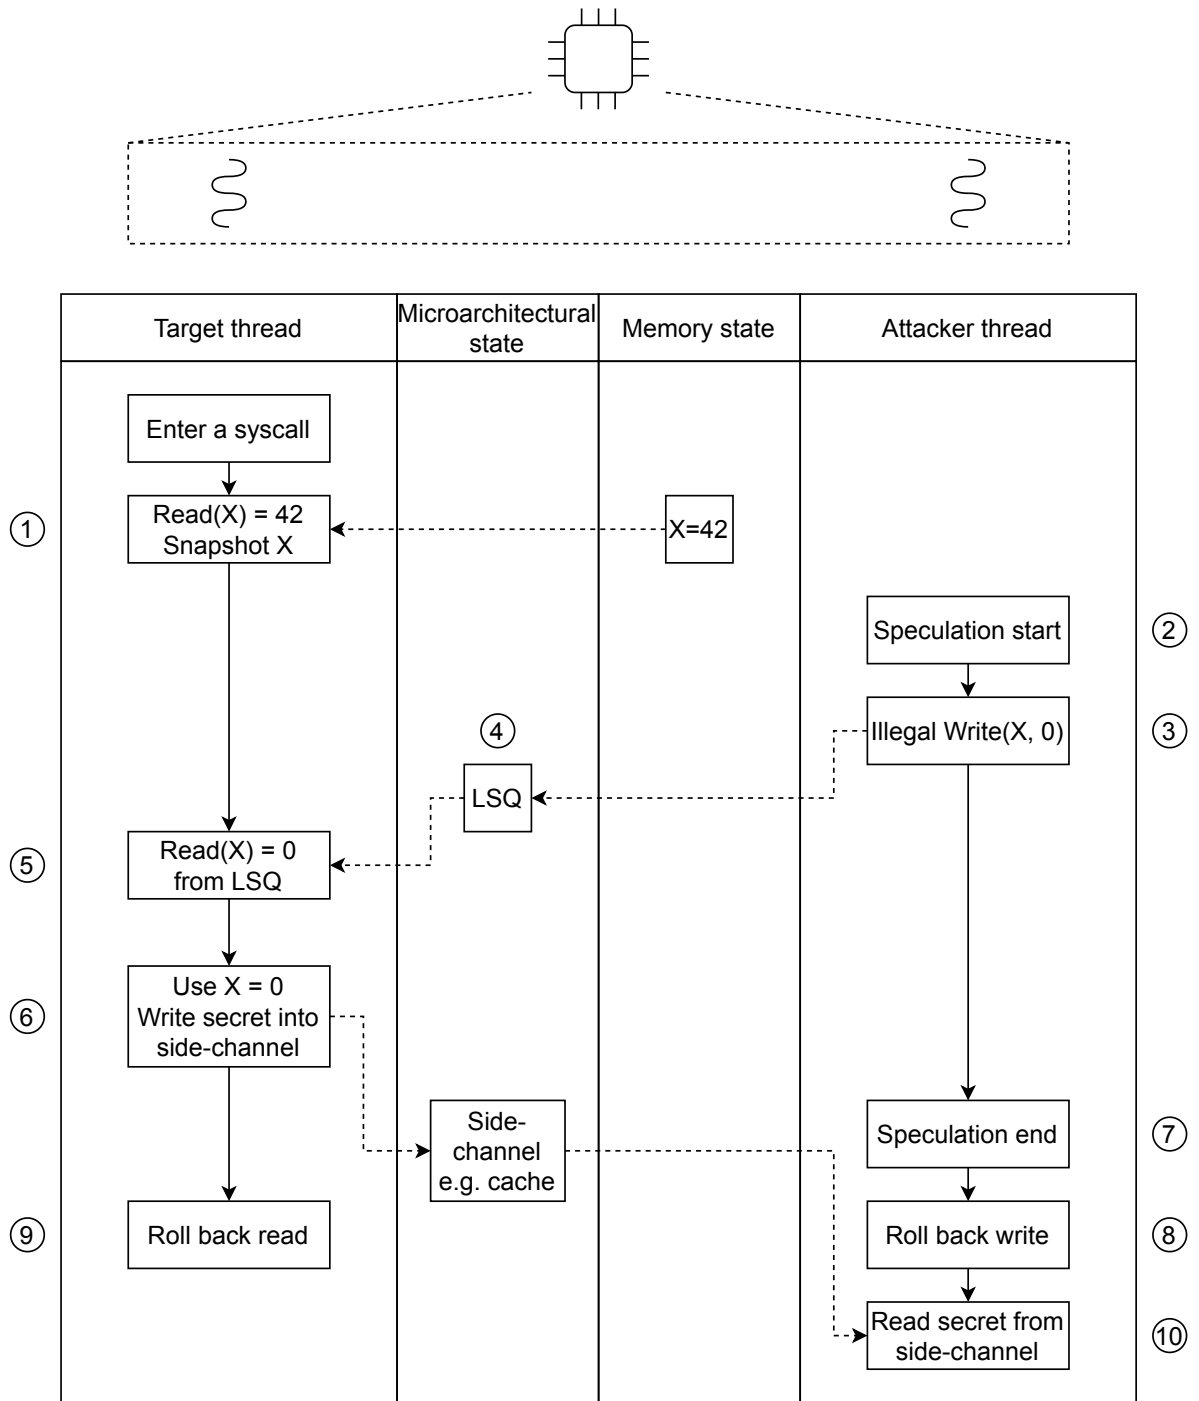 Target thread
Microarchitectural
state
Memory state
Attacker thread
Enter a syscall
1
Read(X) = 42
Snapshot X
X=42
Speculation start
2
Illegal Write(X, 0)
3
4
LSQ
5
Read(X) = 0
from LSQ
6
Use X = 0
Write secret into
side-channel
Side-
channel
e.g. cache
Speculation end
7
9
Roll back read
Roll back write
8
Read secret from
side-channel
10